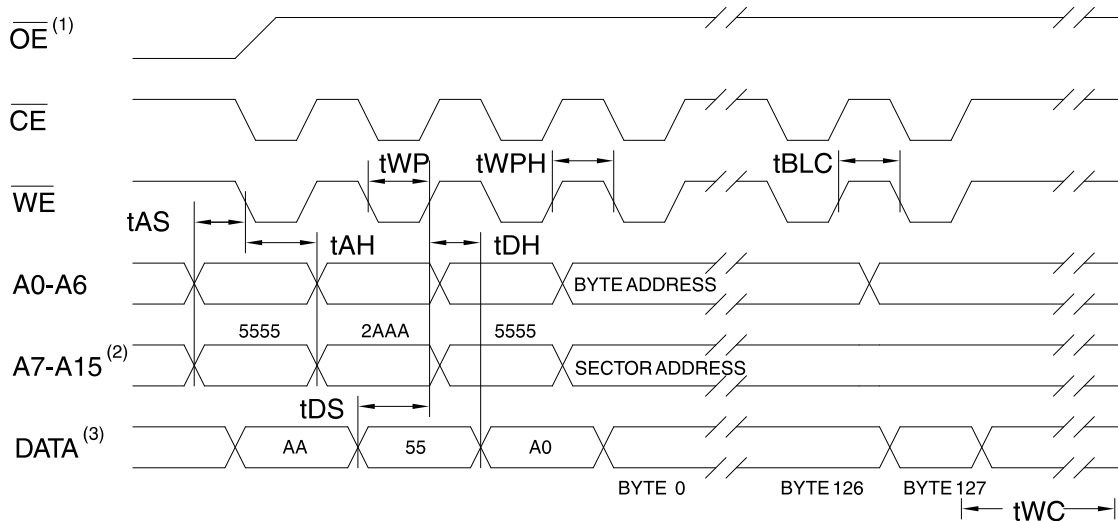 OE (1)
CE
tWP tWPH tBLC
WE
tAS tAH tDH
A0-A6 BYTE ADDRESS
5555 2AAA 5555
A7-A15 (2) SECTOR ADDRESS
tDS
DATA (3) AA 55 A0
BYTE 0 BYTE 126 BYTE 127
tWC